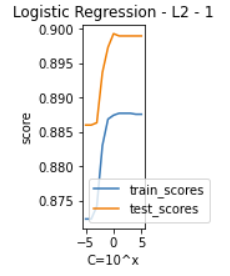 Logistic Regression - L2 - 1
0.900
0.895
0.890
0.885
0.880
0.875
score
train_scores
test_scores
-5 0 5
C=10^x